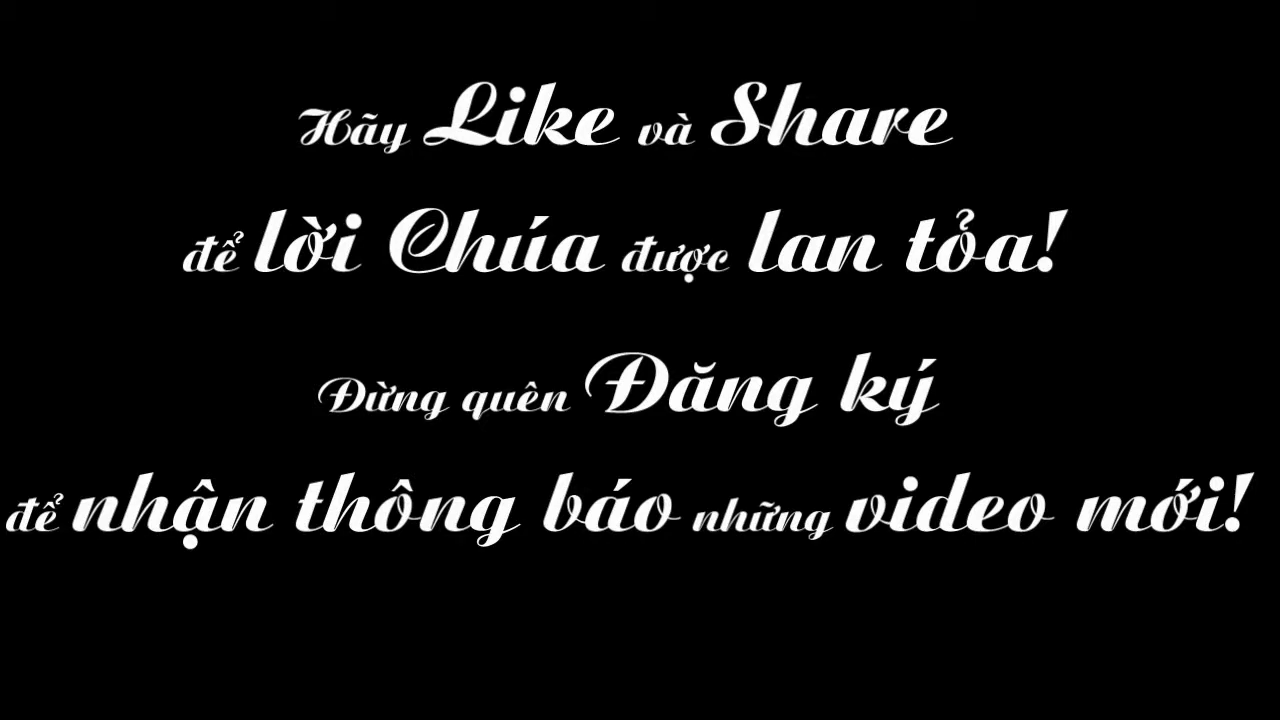 Hãy Like và Share
để lời Chúa được lan tỏa!
Đừng quên Đăng ký
để nhận thông báo những video mới!